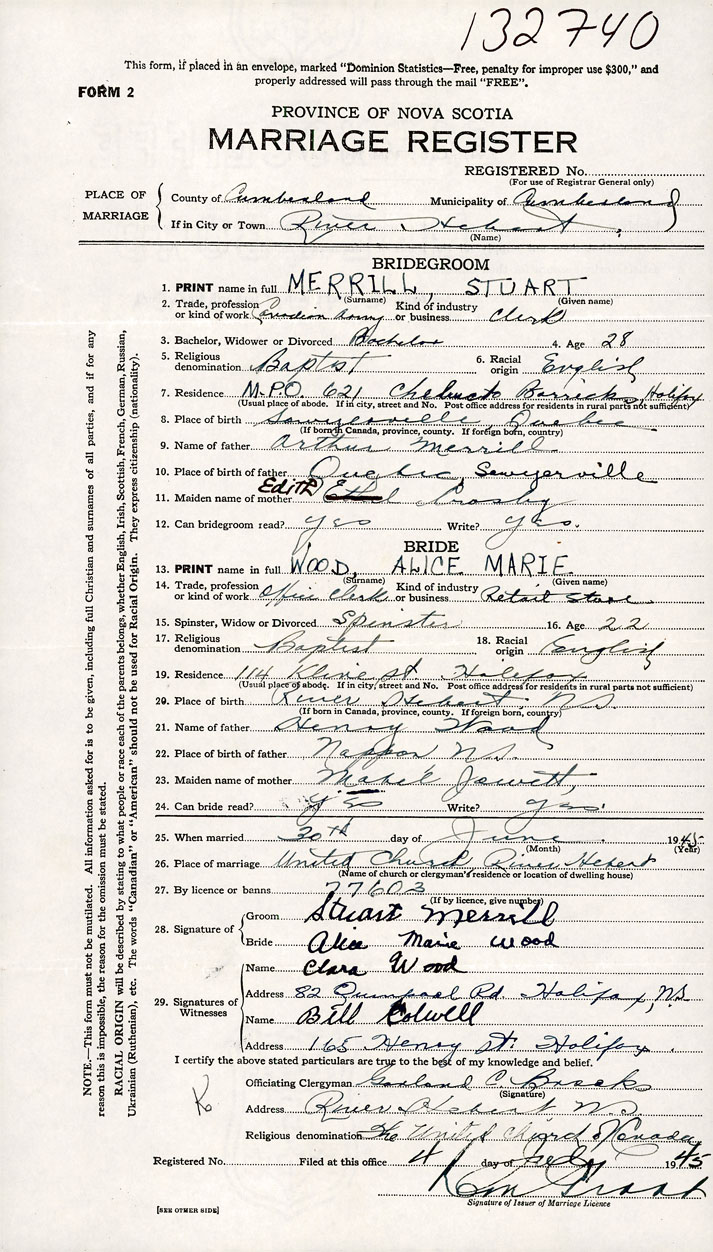 132740
This form, if placed in an envelope, marked "Dominion Statistics—Free, penalty for improper use $300," and
properly addressed will pass through the mail "FREE".
FORM 2
PROVINCE OF NOVA SCOTIA
MARRIAGE REGISTER
REGISTERED No.
(For use of Registrar General only)
PLACE OF MARRIAGE
County of Cumberland Municipality of Cumberland
If in City or Town River Hebert
(Name)
BRIDEGROOM
1. PRINT name in full MERRILL, STUART
(Surname) (Given name)
2. Trade, profession or kind of work Canadian Army Kind of industry or business Clerk
3. Bachelor, Widower or Divorced Bachelor 4. Age 28
5. Religious denomination Baptist 6. Racial origin English
7. Residence M.P.O. 621 Chebucto Barricks, Halifax
(Usual place of abode. If in city, street and No. Post office address for residents in rural parts not sufficient)
8. Place of birth Sawyerville, Quebec
(If born in Canada, province, county. If foreign born, country)
9. Name of father Arthur Merrill
10. Place of birth of father Quebec, Sawyerville
11. Maiden name of mother Edith Crosby
12. Can bridegroom read? yes Write? yes.
BRIDE
13. PRINT name in full WOOD, ALICE MARIE
(Surname) (Given name)
14. Trade, profession or kind of work Office Clerk Kind of industry or business Retail Store
15. Spinster, Widow or Divorced Spinster 16. Age 22
17. Religious denomination Baptist 18. Racial origin English
19. Residence 114 Kline St. Halifax
(Usual place of abode. If in city, street and No. Post office address for residents in rural parts not sufficient)
20. Place of birth River Hebert N.S.
(If born in Canada, province, county. If foreign born, country)
21. Name of father Henry Wood
22. Place of birth of father Nappan N.S.
23. Maiden name of mother Mabel Jewett
24. Can bride read? yes Write? yes.
25. When married 30th day of June 1945
(Month) (Year)
26. Place of marriage United Church, River Hebert
(Name of church or clergyman's residence or location of dwelling house)
27. By licence or banns 77603
(If by licence, give number)
28. Signature of
Groom Stuart Merrill
Bride Alice Marie Wood
29. Signatures of Witnesses
Name Clara Wood
Address 82 Quinpool Rd Halifax, N.S.
Name Bill Colwell
Address 165 Henry St. Halifax.
I certify the above stated particulars are true to the best of my knowledge and belief.
Officiating Clergyman Garland C. Brooks
(Signature)
Address River Hebert N.S.
Religious denomination The United Church of Canada
Registered No. Filed at this office 4 day of July 1945
Signature of Issuer of Marriage Licence
[SEE OTHER SIDE]
NOTE.—This form must not be mutilated. All information asked for is to be given, including full Christian and surnames of all parties, and if for any
reason this is impossible, the reason for the omission must be stated.
RACIAL ORIGIN will be described by stating to what people or race each of the parents belongs, whether English, Irish, Scottish, French, German, Russian,
Ukrainian (Ruthenian), etc. The words "Canadian" or "American" should not be used for Racial Origin. They express citizenship (nationality).